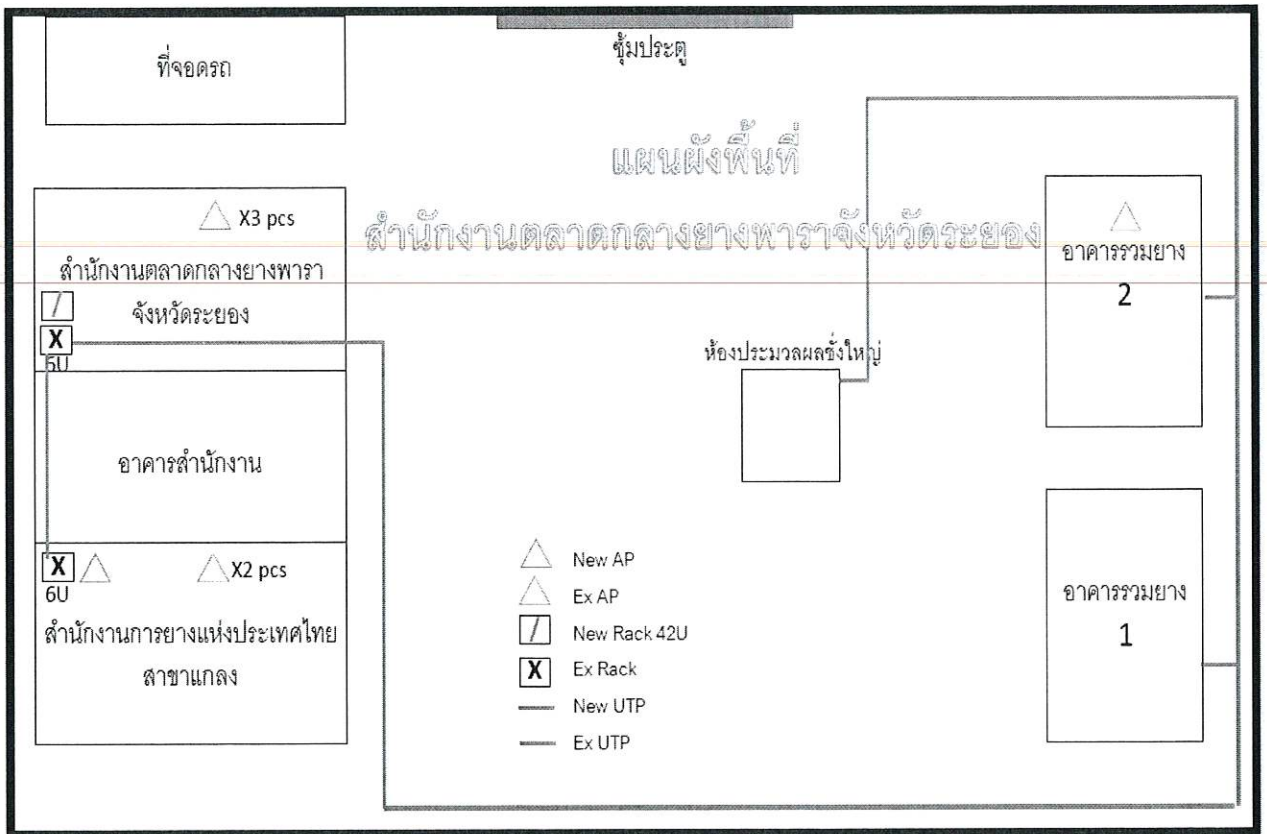 ที่จอดรถ
ซุ้มประตู
แผนผังพื้นที่
สำนักงานตลาดกลางยางพาราจังหวัดระยอง
X3 pcs
สำนักงานตลาดกลางยางพารา
จังหวัดระยอง
/
X
6U
อาคารสำนักงาน
X
X2 pcs
6U
สำนักงานการยางแห่งประเทศไทย
สาขาแกลง
ห้องประมวลผลชั่งใหญ่
อาคารรวมยาง
2
อาคารรวมยาง
1
New AP
Ex AP
/ New Rack 42U
X Ex Rack
New UTP
Ex UTP